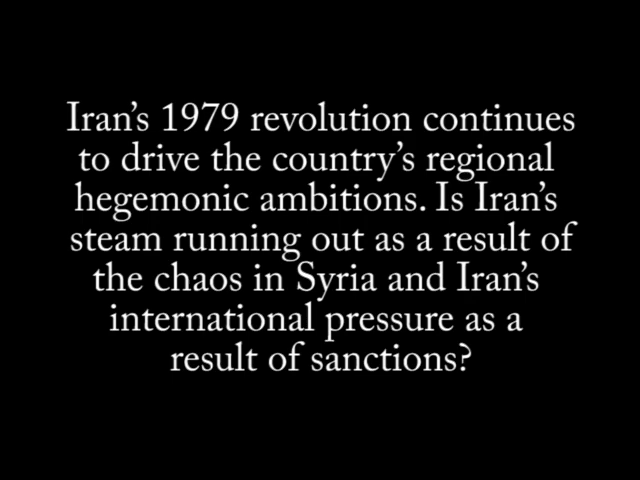 Iran’s 1979 revolution continues
to drive the country’s regional
hegemonic ambitions. Is Iran’s
steam running out as a result of
the chaos in Syria and Iran’s
international pressure as a
result of sanctions?